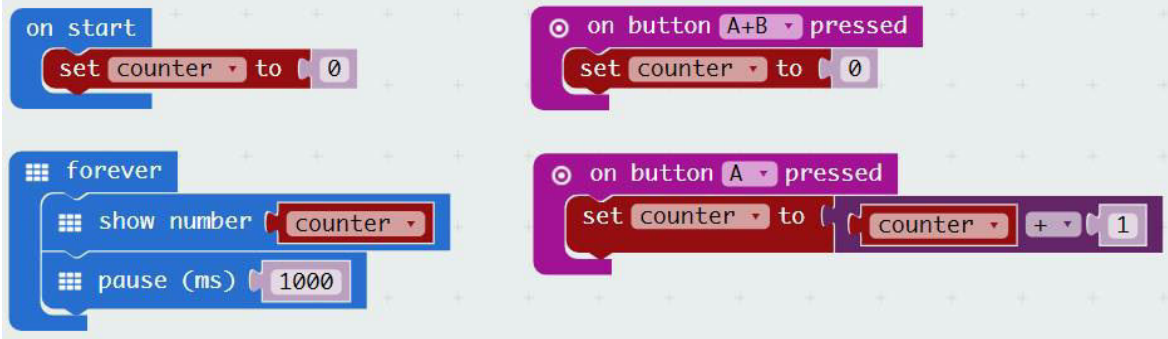 on start
set counter to 0
on button A+B pressed
set counter to 0
forever
show number counter
pause (ms) 1000
on button A pressed
set counter to counter + 1